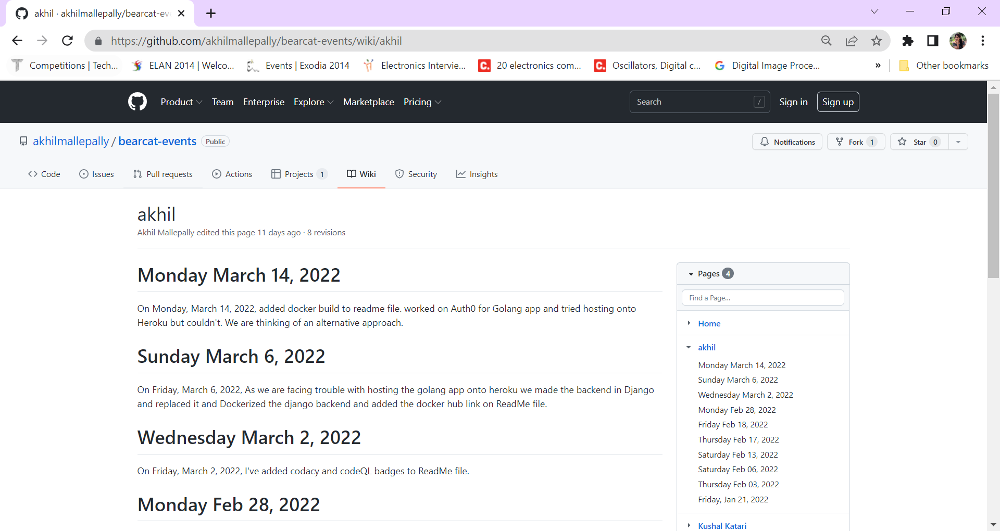 akhil · akhilmallepally/bearcat-ev
https://github.com/akhilmallepally/bearcat-events/wiki/akhil
Competitions | Tech... ELAN 2014 | Welco... Events | Exodia 2014 Electronics Intervie... 20 electronics com... Oscillators, Digital c... Digital Image Proce... » Other bookmarks
Product Team Enterprise Explore Marketplace Pricing Search / Sign in Sign up
akhilmallepally / bearcat-events Public Notifications Fork 1 Star 0
Code Issues Pull requests Actions Projects 1 Wiki Security Insights
akhil
Akhil Mallepally edited this page 11 days ago · 8 revisions
Monday March 14, 2022
On Monday, March 14, 2022, added docker build to readme file. worked on Auth0 for Golang app and tried hosting onto
Heroku but couldn't. We are thinking of an alternative approach.
Sunday March 6, 2022
On Friday, March 6, 2022, As we are facing trouble with hosting the golang app onto heroku we made the backend in Django
and replaced it and Dockerized the django backend and added the docker hub link on ReadMe file.
Wednesday March 2, 2022
On Friday, March 2, 2022, I've added codacy and codeQL badges to ReadMe file.
Monday Feb 28, 2022
Pages 4
Find a Page...
Home
akhil
Monday March 14, 2022
Sunday March 6, 2022
Wednesday March 2, 2022
Monday Feb 28, 2022
Friday Feb 18, 2022
Thursday Feb 17, 2022
Saturday Feb 13, 2022
Saturday Feb 06, 2022
Thursday Feb 03, 2022
Friday, Jan 21, 2022
Kushal Katari